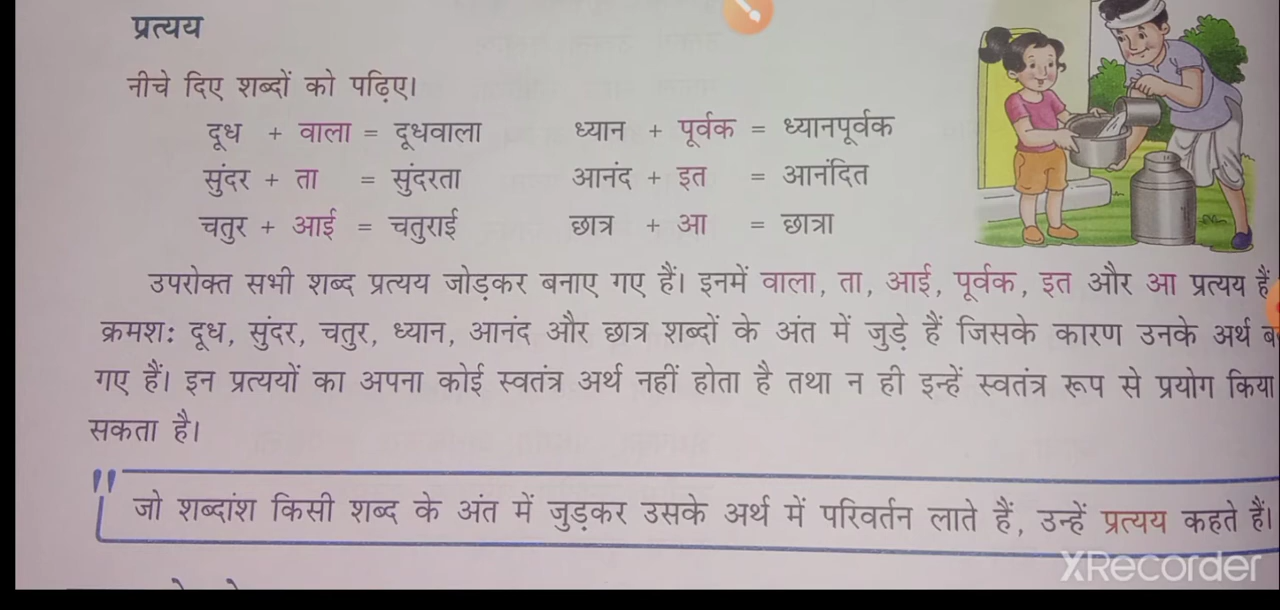 प्रत्यय
नीचे दिए शब्दों को पढ़िए।
दूध + वाला = दूधवाला ध्यान + पूर्वक = ध्यानपूर्वक
सुंदर + ता = सुंदरता आनंद + इत = आनंदित
चतुर + आई = चतुराई छात्र + आ = छात्रा
उपरोक्त सभी शब्द प्रत्यय जोड़कर बनाए गए हैं। इनमें वाला, ता, आई, पूर्वक, इत और आ प्रत्यय हैं
क्रमशः दूध, सुंदर, चतुर, ध्यान, आनंद और छात्र शब्दों के अंत में जुड़े हैं जिसके कारण उनके अर्थ
गए हैं। इन प्रत्ययों का अपना कोई स्वतंत्र अर्थ नहीं होता है तथा न ही इन्हें स्वतंत्र रूप से प्रयोग किया
सकता है।
" जो शब्दांश किसी शब्द के अंत में जुड़कर उसके अर्थ में परिवर्तन लाते हैं, उन्हें प्रत्यय कहते हैं।
XRecorder